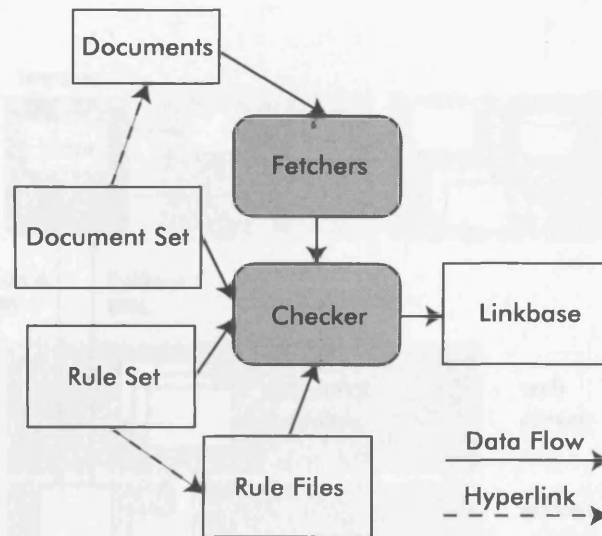 Documents
Fetchers
Document Set
Checker
Linkbase
Rule Set
Rule Files
Data Flow
Hyperlink